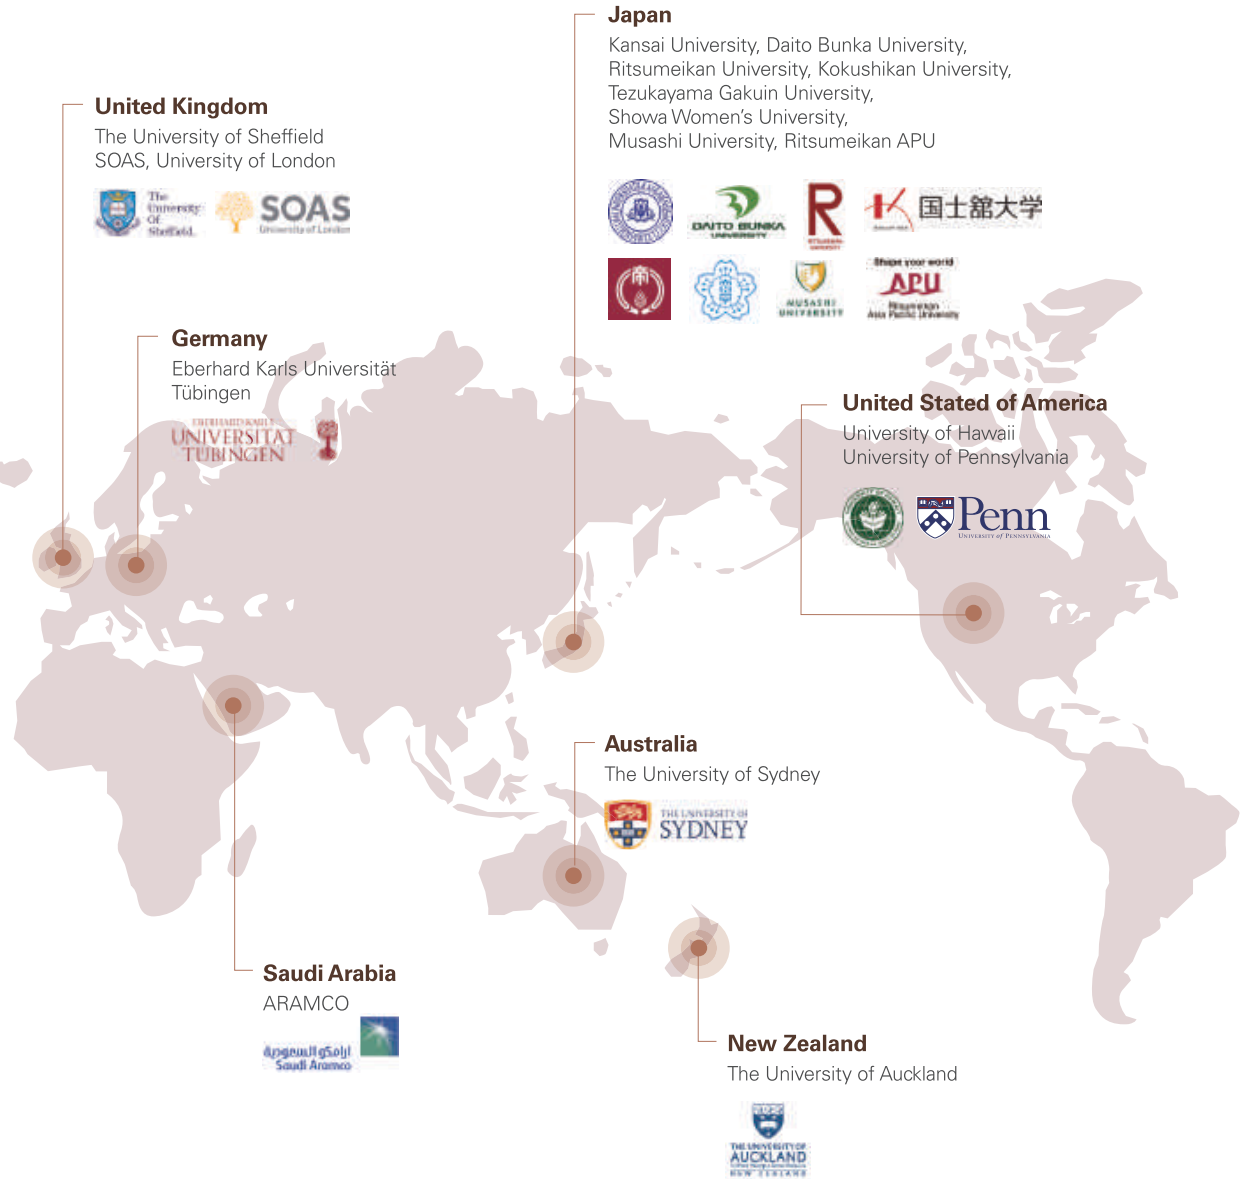 Japan
Kansai University, Daito Bunka University,
Ritsumeikan University, Kokushikan University,
Tezukayama Gakuin University,
Showa Women's University,
Musashi University, Ritsumeikan APU
DAITO BUNKA
UNIVERSITY
R
RITSUMEIKAN
UNIVERSITY
K
国士舘大学
帝
MUSASHI
UNIVERSITY
Shape your world
APU
Ritsumeikan
Asia Pacific University
United Kingdom
The University of Sheffield
SOAS, University of London
The
University
Of
Sheffield.
SOAS
University of London
Germany
Eberhard Karls Universität
Tübingen
EBERHARD KARLS
UNIVERSITÄT
TÜBINGEN
United Stated of America
University of Hawaii
University of Pennsylvania
Penn
UNIVERSITY of PENNSYLVANIA
Australia
The University of Sydney
THE UNIVERSITY OF
SYDNEY
Saudi Arabia
ARAMCO
أرامكو السعودية
Saudi Aramco
New Zealand
The University of Auckland
THE UNIVERSITY OF
AUCKLAND
NEW ZEALAND